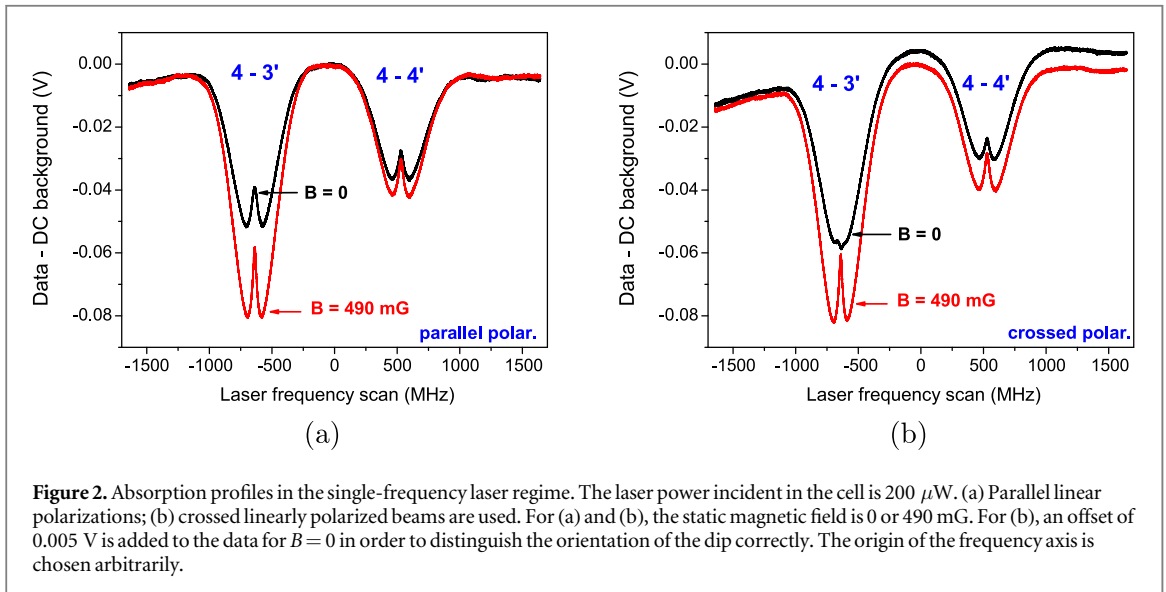 0.00
-0.02
-0.04
-0.06
-0.08
Data - DC background (V)
4 - 3'
4 - 4'
B = 0
B = 490 mG
parallel polar.
-1500 -1000 -500 0 500 1000 1500
Laser frequency scan (MHz)
(a)
0.00
-0.02
-0.04
-0.06
-0.08
Data - DC background (V)
4 - 3'
4 - 4'
B = 0
B = 490 mG
crossed polar.
-1500 -1000 -500 0 500 1000 1500
Laser frequency scan (MHz)
(b)
Figure 2. Absorption profiles in the single-frequency laser regime. The laser power incident in the cell is 200 μW. (a) Parallel linear
polarizations; (b) crossed linearly polarized beams are used. For (a) and (b), the static magnetic field is 0 or 490 mG. For (b), an offset of
0.005 V is added to the data for B = 0 in order to distinguish the orientation of the dip correctly. The origin of the frequency axis is
chosen arbitrarily.